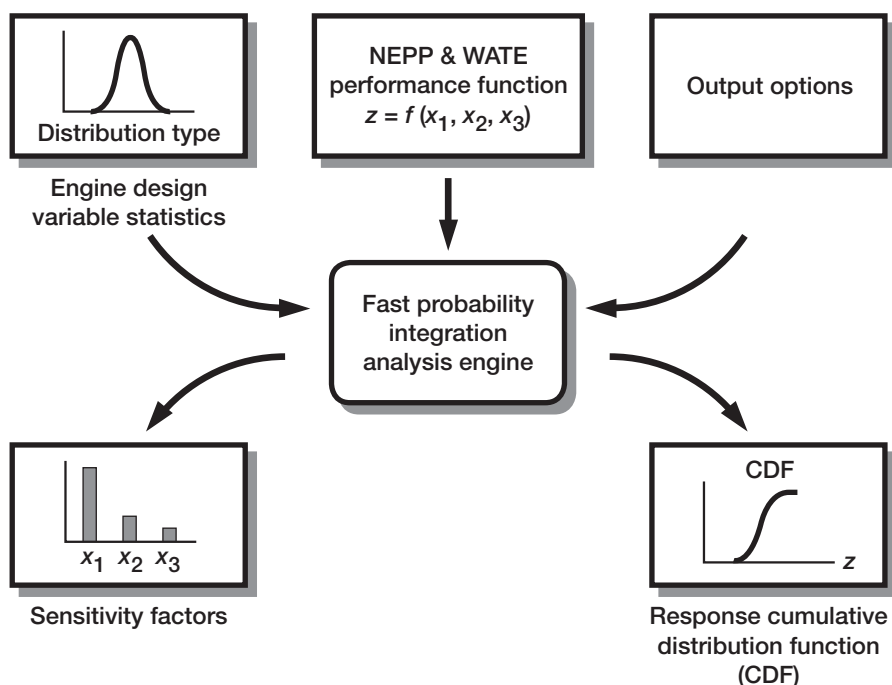 Distribution type
Engine design
variable statistics
NEPP & WATE
performance function
z = f (x1, x2, x3)
Output options
Fast probability
integration
analysis engine
x1 x2 x3
Sensitivity factors
CDF
z
Response cumulative
distribution function
(CDF)